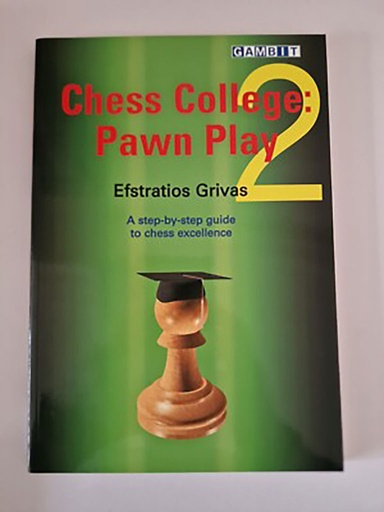 GAMBIT
Chess College: 2
Pawn Play
Efstratios Grivas
A step-by-step guide
to chess excellence